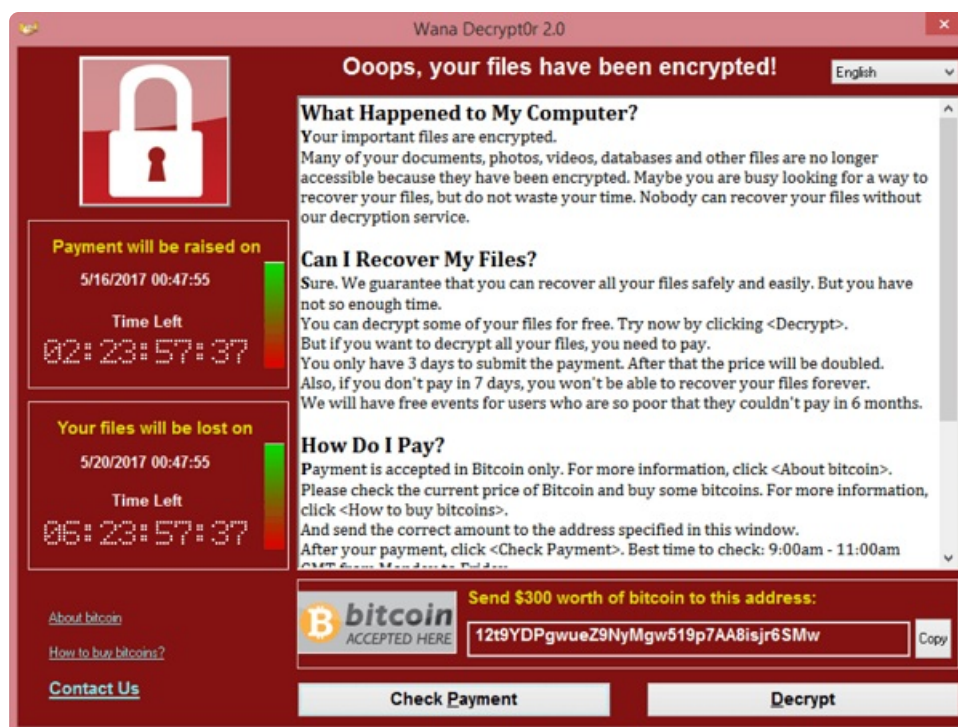 Wana Decrypt0r 2.0
Ooops, your files have been encrypted!
English
What Happened to My Computer?
Your important files are encrypted.
Many of your documents, photos, videos, databases and other files are no longer
accessible because they have been encrypted. Maybe you are busy looking for a way to
recover your files, but do not waste your time. Nobody can recover your files without
our decryption service.
Can I Recover My Files?
Sure. We guarantee that you can recover all your files safely and easily. But you have
not so enough time.
You can decrypt some of your files for free. Try now by clicking <Decrypt>.
But if you want to decrypt all your files, you need to pay.
You only have 3 days to submit the payment. After that the price will be doubled.
Also, if you don't pay in 7 days, you won't be able to recover your files forever.
We will have free events for users who are so poor that they couldn't pay in 6 months.
How Do I Pay?
Payment is accepted in Bitcoin only. For more information, click <About bitcoin>.
Please check the current price of Bitcoin and buy some bitcoins. For more information,
click <How to buy bitcoins>.
And send the correct amount to the address specified in this window.
After your payment, click <Check Payment>. Best time to check: 9:00am - 11:00am
GMT from Monday to Friday.
Payment will be raised on
5/16/2017 00:47:55
Time Left
02:23:57:37
Your files will be lost on
5/20/2017 00:47:55
Time Left
06:23:57:37
About bitcoin
How to buy bitcoins?
Contact Us
bitcoin
ACCEPTED HERE
Send $300 worth of bitcoin to this address:
12t9YDPgwueZ9NyMgw519p7AA8isjr6SMw
Copy
Check Payment
Decrypt